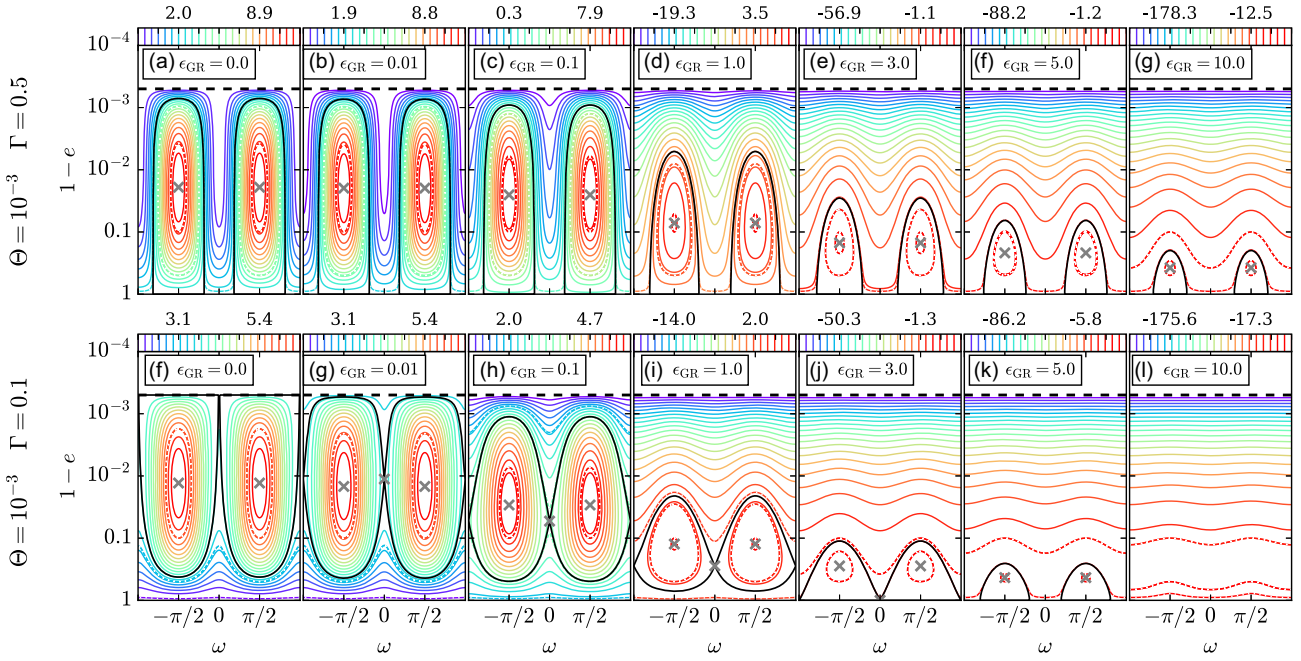 2.0 8.9 1.9 8.8 0.3 7.9 -19.3 3.5 -56.9 -1.1 -88.2 -1.2 -178.3 -12.5
10⁻⁴
(a) ϵ_GR = 0.0
(b) ϵ_GR = 0.01
(c) ϵ_GR = 0.1
(d) ϵ_GR = 1.0
(e) ϵ_GR = 3.0
(f) ϵ_GR = 5.0
(g) ϵ_GR = 10.0
10⁻³
10⁻²
0.1
1
1 − e
Θ = 10⁻³ Γ = 0.5
3.1 5.4 3.1 5.4 2.0 4.7 -14.0 2.0 -50.3 -1.3 -86.2 -5.8 -175.6 -17.3
10⁻⁴
(f) ϵ_GR = 0.0
(g) ϵ_GR = 0.01
(h) ϵ_GR = 0.1
(i) ϵ_GR = 1.0
(j) ϵ_GR = 3.0
(k) ϵ_GR = 5.0
(l) ϵ_GR = 10.0
10⁻³
10⁻²
0.1
1
1 − e
Θ = 10⁻³ Γ = 0.1
−π/2 0 π/2 −π/2 0 π/2 −π/2 0 π/2 −π/2 0 π/2 −π/2 0 π/2 −π/2 0 π/2 −π/2 0 π/2
ω ω ω ω ω ω ω